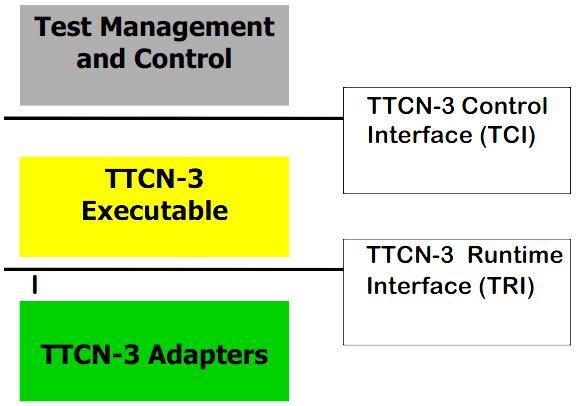 Test Management
and Control
TTCN-3 Control
Interface (TCI)
TTCN-3
Executable
TTCN-3 Runtime
Interface (TRI)
TTCN-3 Adapters